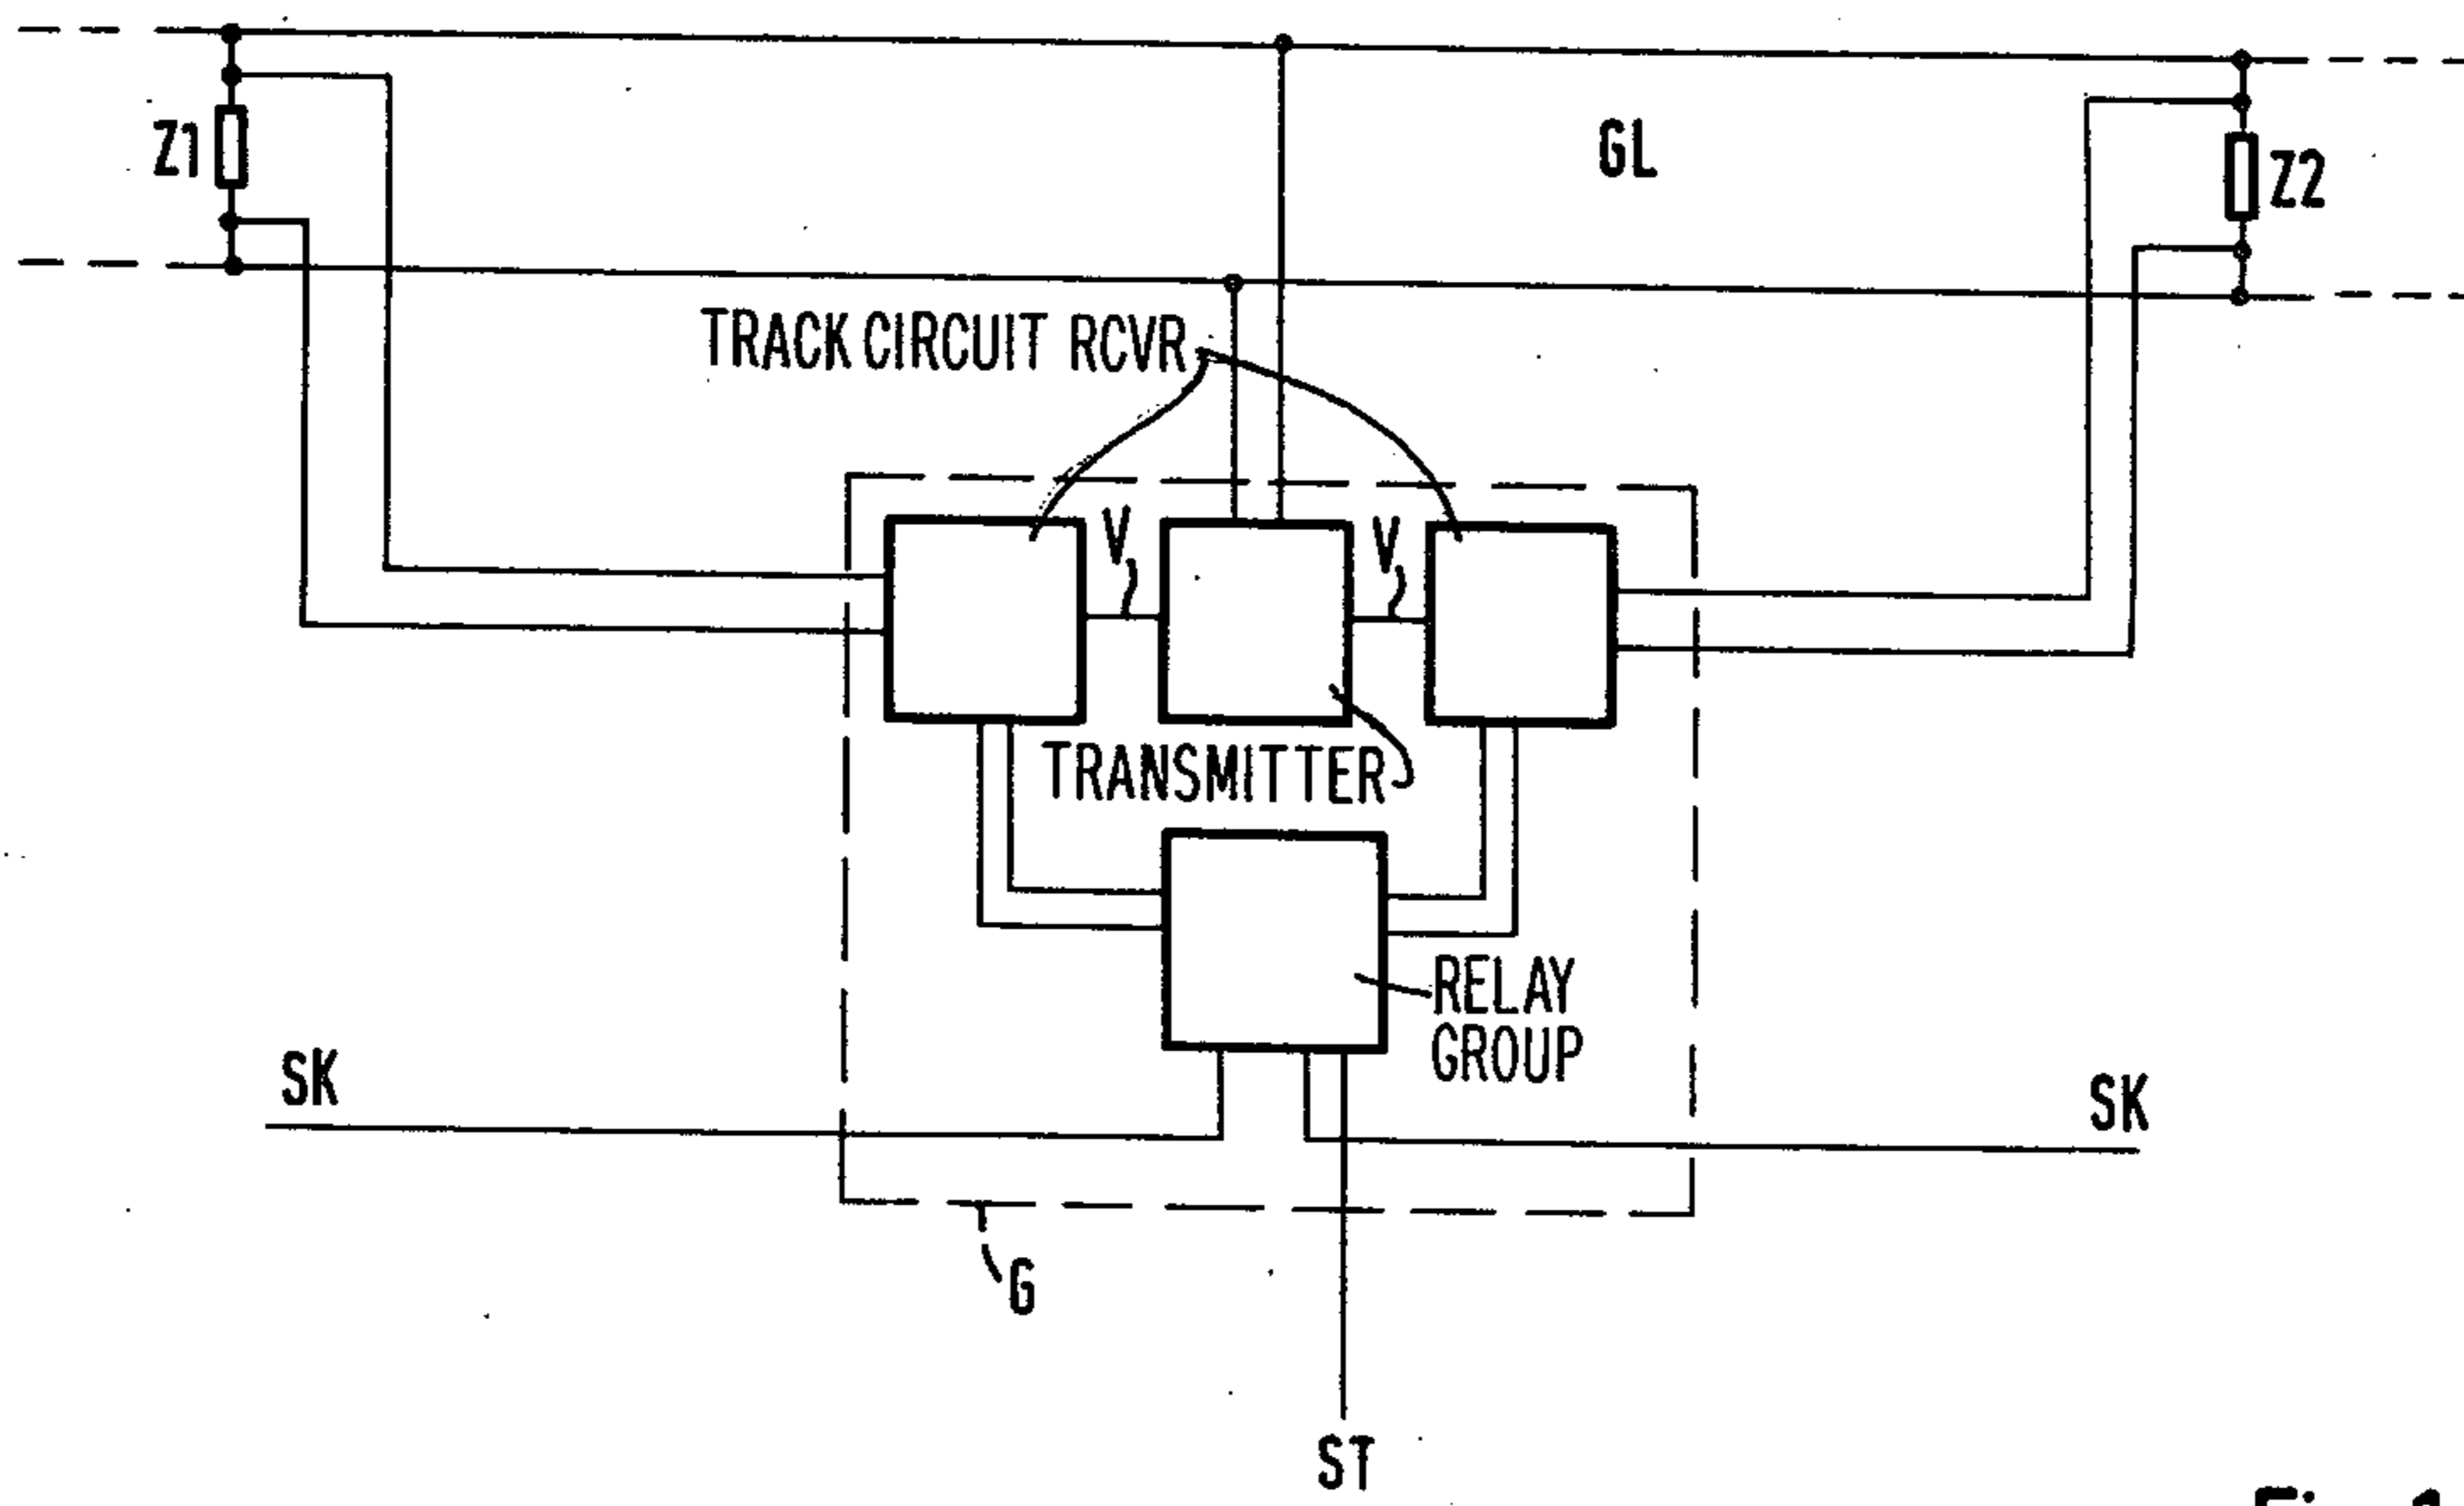 Z1
GL
Z2
TRACK CIRCUIT RCVR
V
V
TRANSMITTER
RELAY
GROUP
SK
SK
G
ST